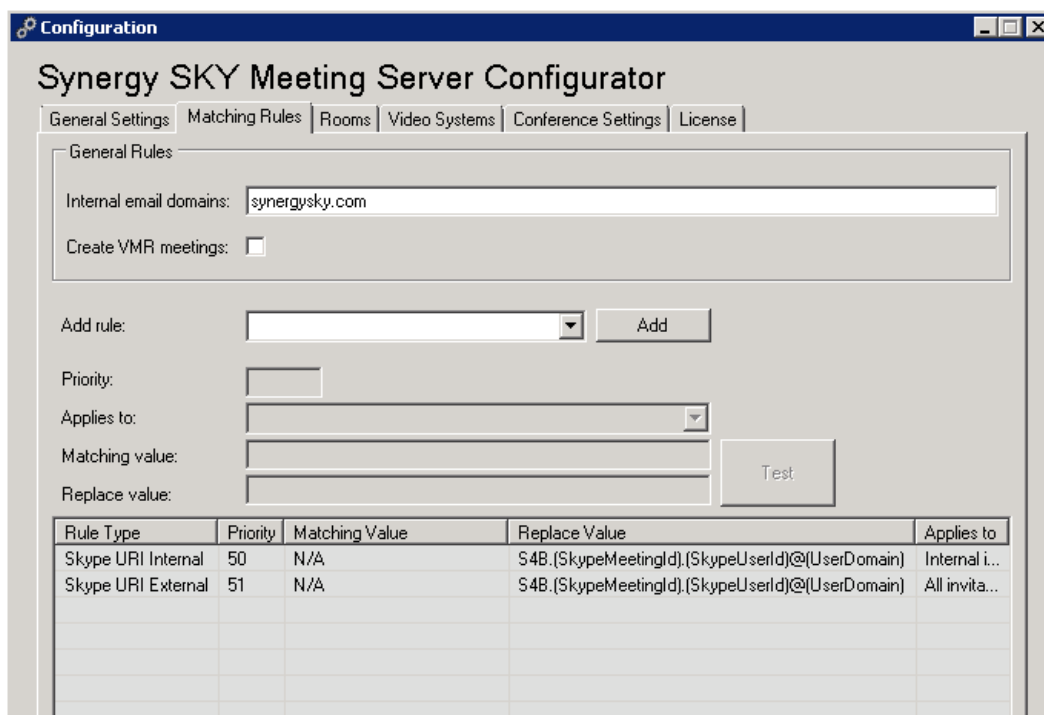 Configuration
Synergy SKY Meeting Server Configurator
General Settings Matching Rules Rooms Video Systems Conference Settings License
General Rules
Internal email domains: synergysky.com
Create VMR meetings:
Add rule: Add
Priority:
Applies to:
Matching value:
Test
Replace value:
Rule Type Priority Matching Value Replace Value Applies to
Skype URI Internal 50 N/A S4B.(SkypeMeetingId).(SkypeUserId)@(UserDomain) Internal i...
Skype URI External 51 N/A S4B.(SkypeMeetingId).(SkypeUserId)@(UserDomain) All invita...